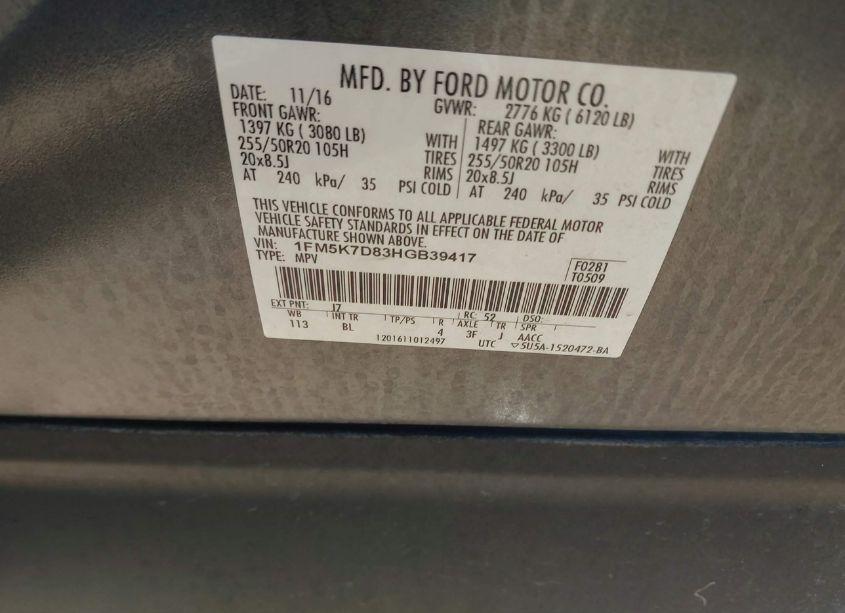 MFD. BY FORD MOTOR CO.
DATE: 11/16 GVWR: 2776 KG ( 6120 LB)
FRONT GAWR: REAR GAWR:
1397 KG ( 3080 LB) WITH 1497 KG ( 3300 LB) WITH
255/50R20 105H TIRES 255/50R20 105H TIRES
20x8.5J RIMS 20x8.5J RIMS
AT 240 kPa/ 35 PSI COLD AT 240 kPa/ 35 PSI COLD
THIS VEHICLE CONFORMS TO ALL APPLICABLE FEDERAL MOTOR
VEHICLE SAFETY STANDARDS IN EFFECT ON THE DATE OF
MANUFACTURE SHOWN ABOVE.
VIN: 1FM5K7D83HGB39417
TYPE: MPV
F0281
T0509
EXT PNT: J7 RC: 52 DSO:
WB INT TR TP/PS R AXLE TR SPR
113 BL 4 3F J AACC
1201611012497 UTC ▽5U5A-1520472-BA